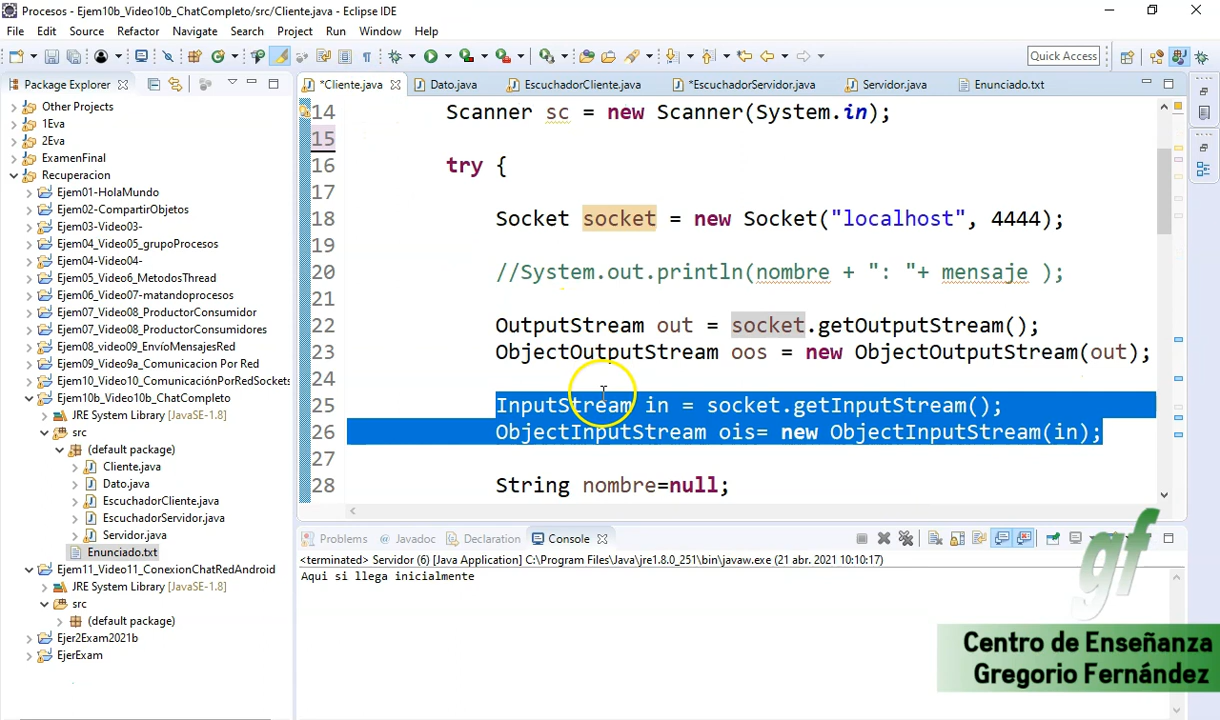 Procesos - Ejem10b_Video10b_ChatCompleto/src/Cliente.java - Eclipse IDE
File Edit Source Refactor Navigate Search Project Run Window Help
Quick Access
Package Explorer
*Cliente.java Dato.java EscuchadorCliente.java *EscuchadorServidor.java Servidor.java Enunciado.txt
Other Projects
1Eva
2Eva
ExamenFinal
Recuperacion
Ejem01-HolaMundo
Ejem02-CompartirObjetos
Ejem03-Video03-
Ejem04_Video05_grupoProcesos
Ejem04-Video04-
Ejem05_Video6_MetodosThread
Ejem06_Video07-matandoprocesos
Ejem07_Video08_ProductorConsumidor
Ejem07_Video08_ProductorConsumidores
Ejem08_video09_EnvíoMensajesRed
Ejem09_Video9a_Comunicacion Por Red
Ejem10_Video10_ComunicaciónPorRedSockets
Ejem10b_Video10b_ChatCompleto
JRE System Library [JavaSE-1.8]
src
(default package)
Cliente.java
Dato.java
EscuchadorCliente.java
EscuchadorServidor.java
Servidor.java
Enunciado.txt
Ejem11_Video11_ConexionChatRedAndroid
JRE System Library [JavaSE-1.8]
src
(default package)
Ejer2Exam2021b
EjerExam
14 Scanner sc = new Scanner(System.in);
15
16 try {
17
18 Socket socket = new Socket("localhost", 4444);
19
20 //System.out.println(nombre + ": "+ mensaje );
21
22 OutputStream out = socket.getOutputStream();
23 ObjectOutputStream oos = new ObjectOutputStream(out);
24
25 InputStream in = socket.getInputStream();
26 ObjectInputStream ois= new ObjectInputStream(in);
27
28 String nombre=null;
Problems Javadoc Declaration Console
<terminated> Servidor (6) [Java Application] C:\Program Files\Java\jre1.8.0_251\bin\javaw.exe (21 abr. 2021 10:10:17)
Aqui si llega inicialmente
gf
Centro de Enseñanza
Gregorio Fernández